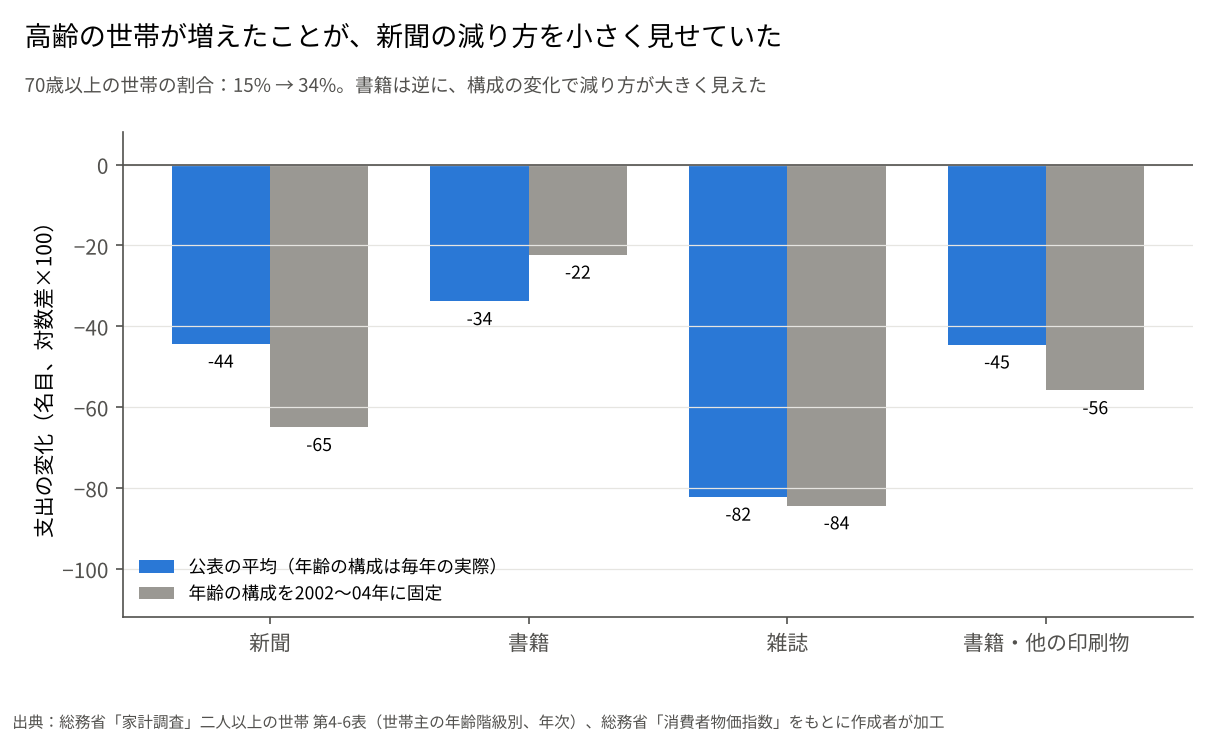 高齢の世帯が増えたことが、新聞の減り方を小さく見せていた
70歳以上の世帯の割合：15% → 34%。書籍は逆に、構成の変化で減り方が大きく見えた
支出の変化（名目、対数差×100）
0
−20
−40
−60
−80
−100
-44
-65
-34
-22
-82
-84
-45
-56
公表の平均（年齢の構成は毎年の実際）
年齢の構成を2002～04年に固定
新聞
書籍
雑誌
書籍・他の印刷物
出典：総務省「家計調査」二人以上の世帯 第4-6表（世帯主の年齢階級別、年次）、総務省「消費者物価指数」をもとに作成者が加工